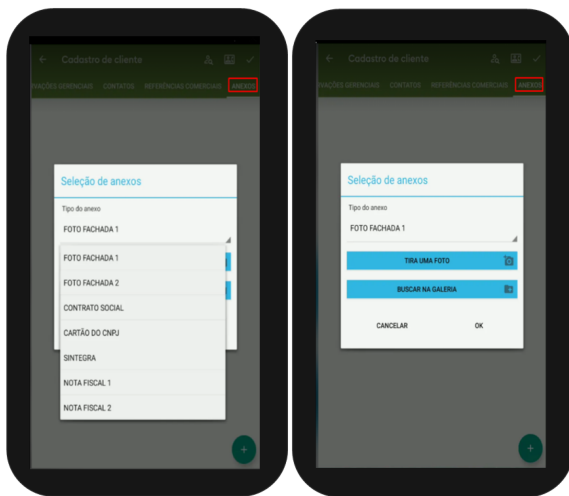 Cadastro de cliente
VAÇÕES GERENCIAIS CONTATOS REFERÊNCIAS COMERCIAIS ANEXOS
Seleção de anexos
Tipo do anexo
FOTO FACHADA 1
FOTO FACHADA 1
FOTO FACHADA 2
CONTRATO SOCIAL
CARTÃO DO CNPJ
SINTEGRA
NOTA FISCAL 1
NOTA FISCAL 2
Cadastro de cliente
VAÇÕES GERENCIAIS CONTATOS REFERÊNCIAS COMERCIAIS ANEXOS
Seleção de anexos
Tipo do anexo
FOTO FACHADA 1
TIRA UMA FOTO
BUSCAR NA GALERIA
CANCELAR OK